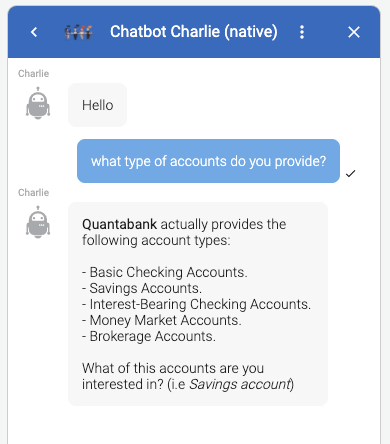 Chatbot Charlie (native)
Charlie
Hello
what type of accounts do you provide?
Charlie
Quantabank actually provides the
following account types:
- Basic Checking Accounts.
- Savings Accounts.
- Interest-Bearing Checking Accounts.
- Money Market Accounts.
- Brokerage Accounts.
What of this accounts are you
interested in? (i.e Savings account)